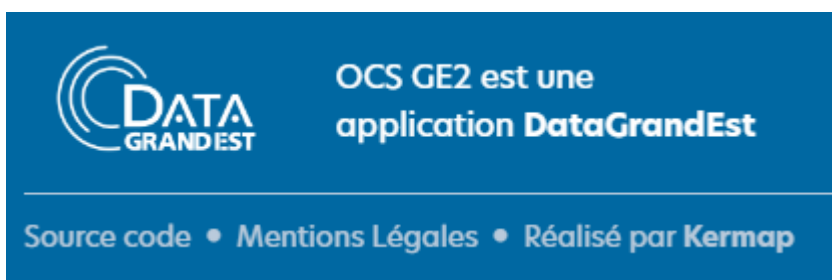 DATA
GRANDEST
OCS GE2 est une
application DataGrandEst
Source code • Mentions Légales • Réalisé par Kermap